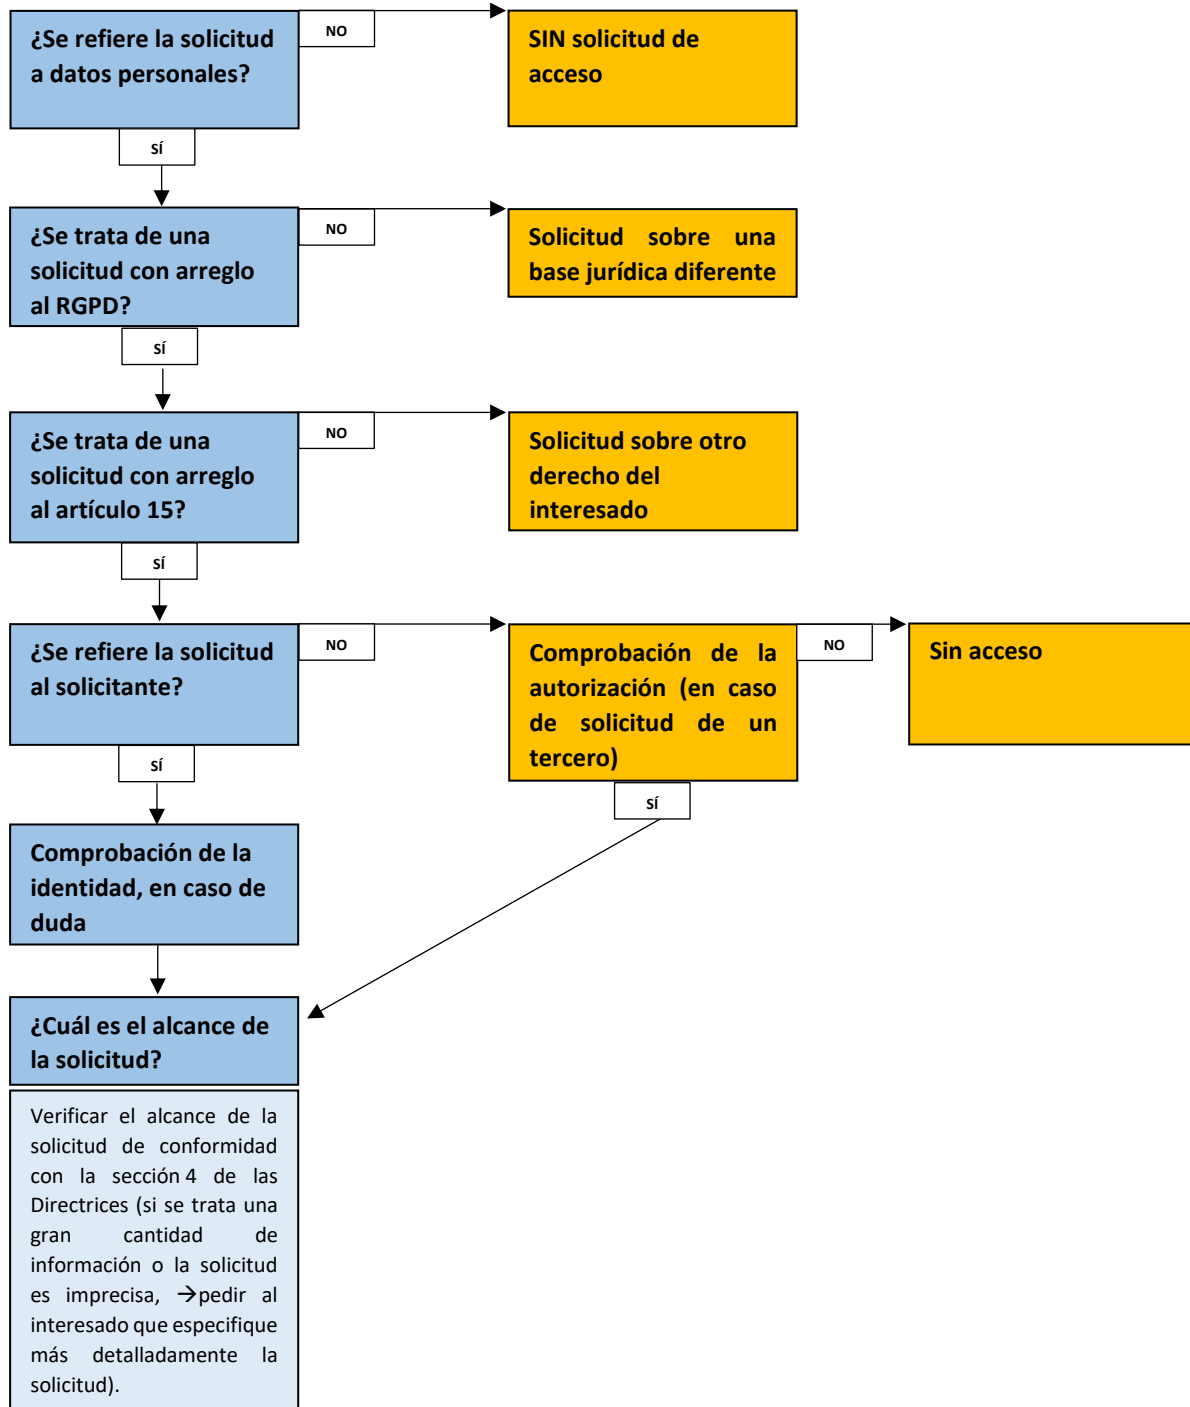 ¿Se refiere la solicitud
a datos personales?
NO
SIN solicitud de
acceso
SÍ
¿Se trata de una
solicitud con arreglo
al RGPD?
NO
Solicitud sobre una
base jurídica diferente
SÍ
¿Se trata de una
solicitud con arreglo
al artículo 15?
NO
Solicitud sobre otro
derecho del
interesado
SÍ
¿Se refiere la solicitud
al solicitante?
NO
Comprobación de la
autorización (en caso
de solicitud de un
tercero)
NO
Sin acceso
SÍ
SÍ
Comprobación de la
identidad, en caso de
duda
¿Cuál es el alcance de
la solicitud?
Verificar el alcance de la
solicitud de conformidad
con la sección 4 de las
Directrices (si se trata una
gran cantidad de
información o la solicitud
es imprecisa, →pedir al
interesado que especifique
más detalladamente la
solicitud).